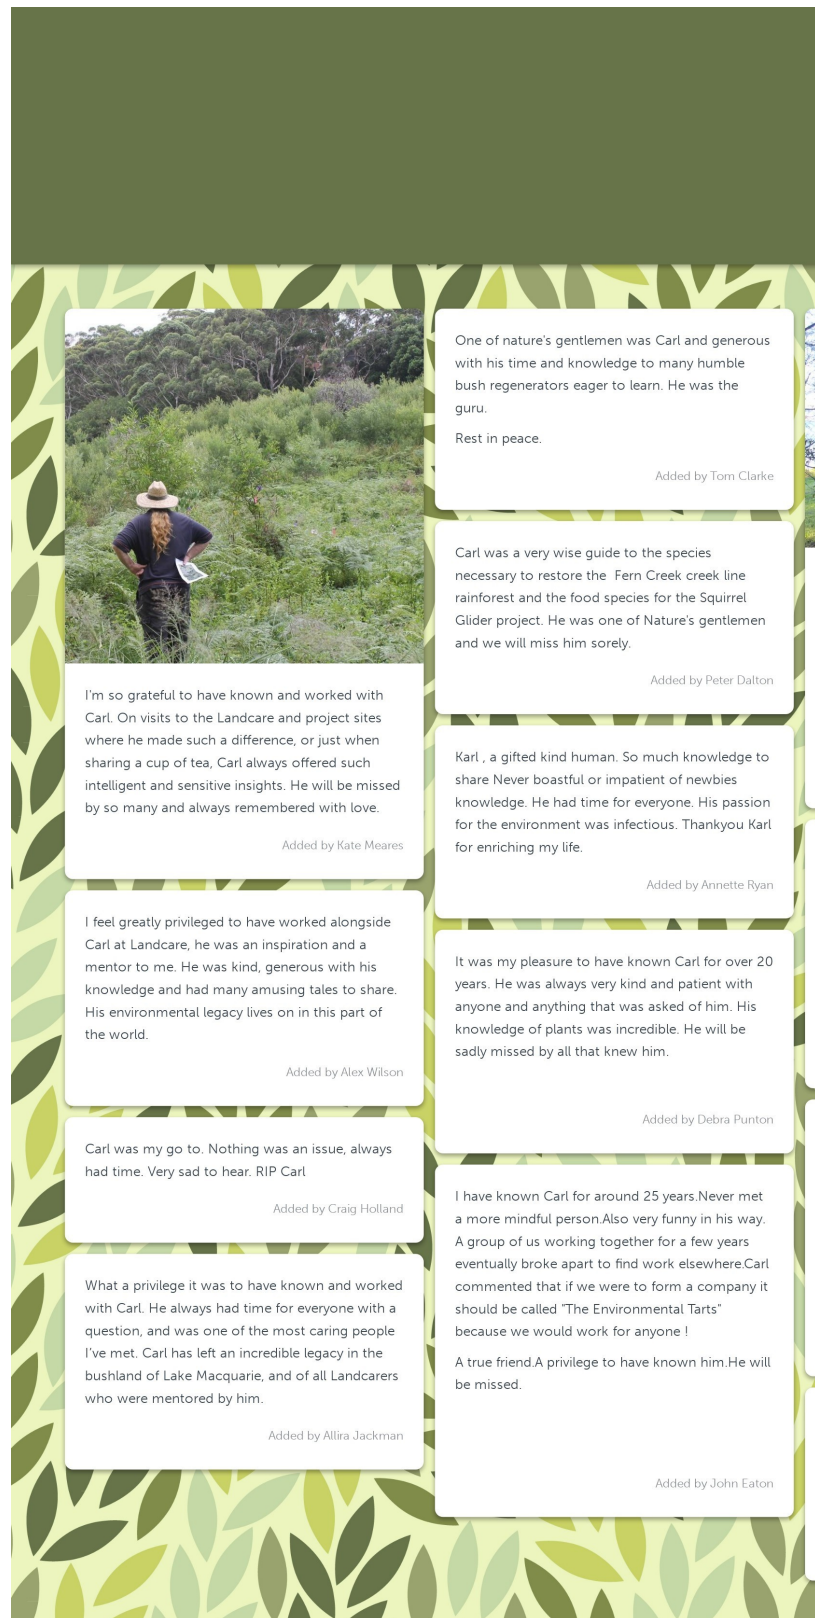 I'm so grateful to have known and worked with
Carl. On visits to the Landcare and project sites
where he made such a difference, or just when
sharing a cup of tea, Carl always offered such
intelligent and sensitive insights. He will be missed
by so many and always remembered with love.
Added by Kate Meares
I feel greatly privileged to have worked alongside
Carl at Landcare, he was an inspiration and a
mentor to me. He was kind, generous with his
knowledge and had many amusing tales to share.
His environmental legacy lives on in this part of
the world.
Added by Alex Wilson
Carl was my go to. Nothing was an issue, always
had time. Very sad to hear. RIP Carl
Added by Craig Holland
What a privilege it was to have known and worked
with Carl. He always had time for everyone with a
question, and was one of the most caring people
I've met. Carl has left an incredible legacy in the
bushland of Lake Macquarie, and of all Landcarers
who were mentored by him.
Added by Allira Jackman
One of nature's gentlemen was Carl and generous
with his time and knowledge to many humble
bush regenerators eager to learn. He was the
guru.
Rest in peace.
Added by Tom Clarke
Carl was a very wise guide to the species
necessary to restore the  Fern Creek creek line
rainforest and the food species for the Squirrel
Glider project. He was one of Nature's gentlemen
and we will miss him sorely.
Added by Peter Dalton
Karl , a gifted kind human. So much knowledge to
share Never boastful or impatient of newbies
knowledge. He had time for everyone. His passion
for the environment was infectious. Thankyou Karl
for enriching my life.
Added by Annette Ryan
It was my pleasure to have known Carl for over 20
years. He was always very kind and patient with
anyone and anything that was asked of him. His
knowledge of plants was incredible. He will be
sadly missed by all that knew him.
Added by Debra Punton
I have known Carl for around 25 years.Never met
a more mindful person.Also very funny in his way.
A group of us working together for a few years
eventually broke apart to find work elsewhere.Carl
commented that if we were to form a company it
should be called "The Environmental Tarts"
because we would work for anyone !
A true friend.A privilege to have known him.He will
be missed.
Added by John Eaton